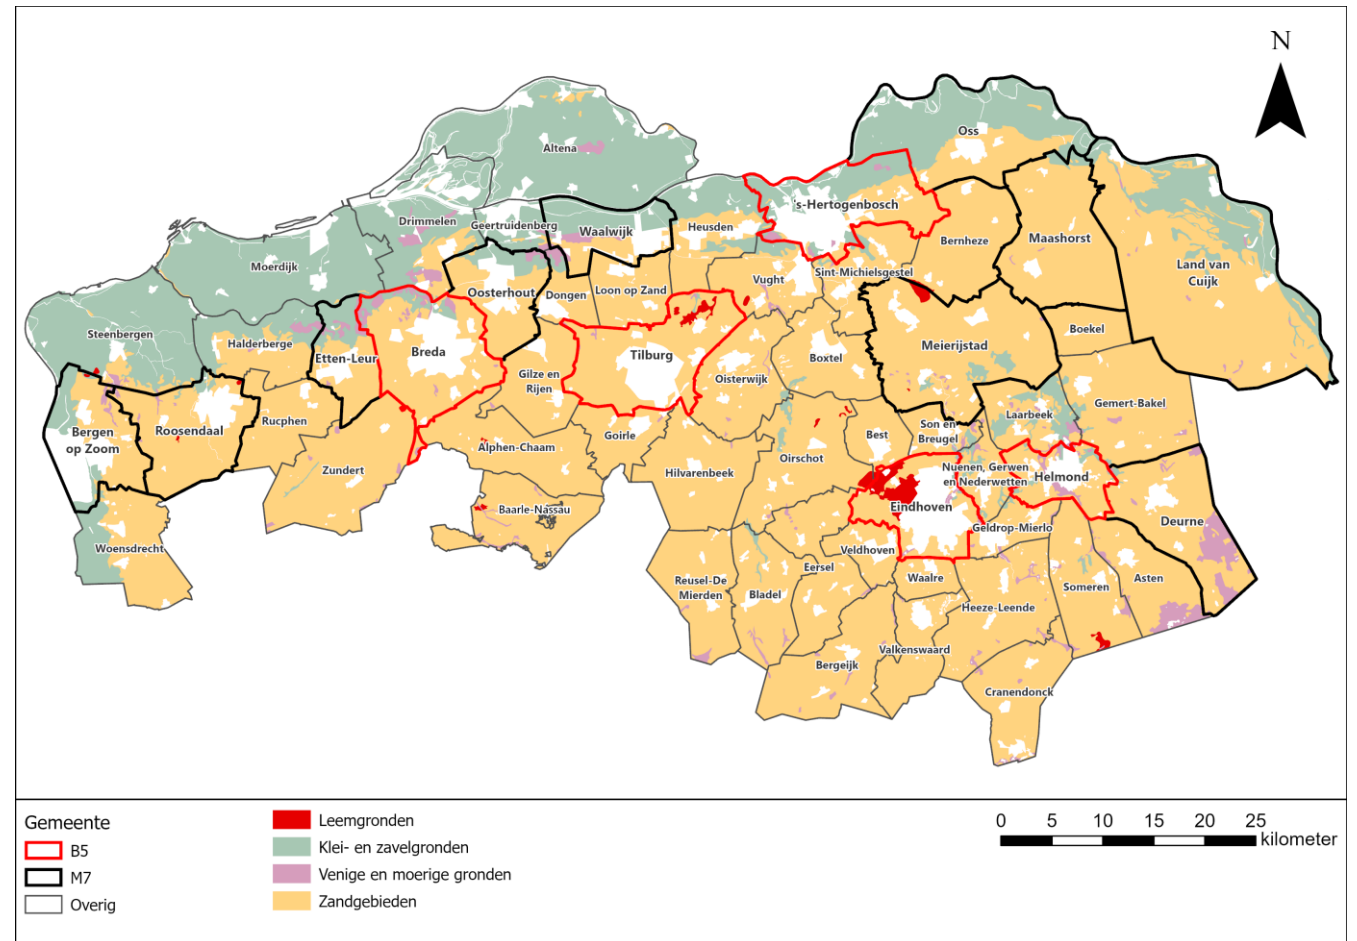 N
Oss
Altena
's-Hertogenbosch
Drimmelen
Geertruidenberg
Waalwijk
Heusden
Bernheze
Maashorst
Moerdijk
Vught
Sint-Michielsgestel
Land van
Cuijk
Oosterhout
Dongen
Loon op Zand
Steenbergen
Halderberge
Etten-Leur
Breda
Tilburg
Boxtel
Meierijstad
Boekel
Gilze en
Rijen
Oisterwijk
Gemert-Bakel
Bergen
op Zoom
Roosendaal
Rucphen
Goirle
Laarbeek
Son en
Breugel
Best
Alphen-Chaam
Zundert
Hilvarenbeek
Oirschot
Nuenen, Gerwen
en Nederwetten
Helmond
Baarle-Nassau
Eindhoven
Geldrop-Mierlo
Deurne
Woensdrecht
Veldhoven
Eersel
Waalre
Reusel-De
Mierden
Bladel
Heeze-Leende
Someren
Asten
Bergeijk
Valkenswaard
Cranendonck
Gemeente
B5
M7
Overig
Leemgronden
Klei- en zavelgronden
Venige en moerige gronden
Zandgebieden
0 5 10 15 20 25
kilometer